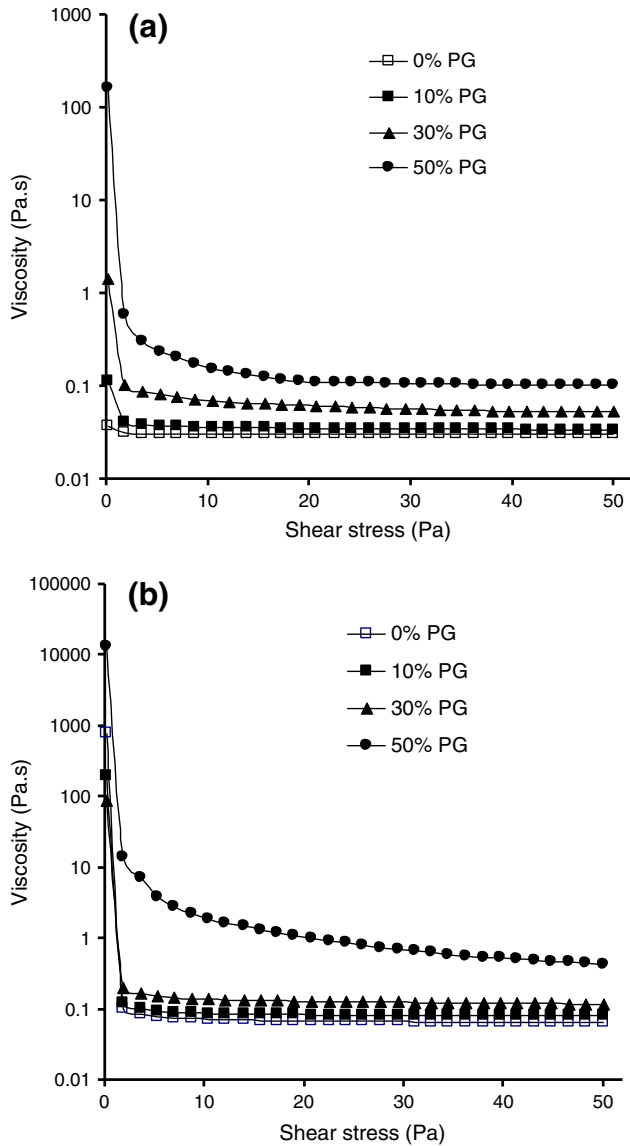 (a)
1000
100
10
1
0.1
0.01
Viscosity (Pa.s)
0% PG
10% PG
30% PG
50% PG
0 10 20 30 40 50
Shear stress (Pa)
(b)
100000
10000
1000
100
10
1
0.1
0.01
Viscosity (Pa.s)
0% PG
10% PG
30% PG
50% PG
0 10 20 30 40 50
Shear stress (Pa)